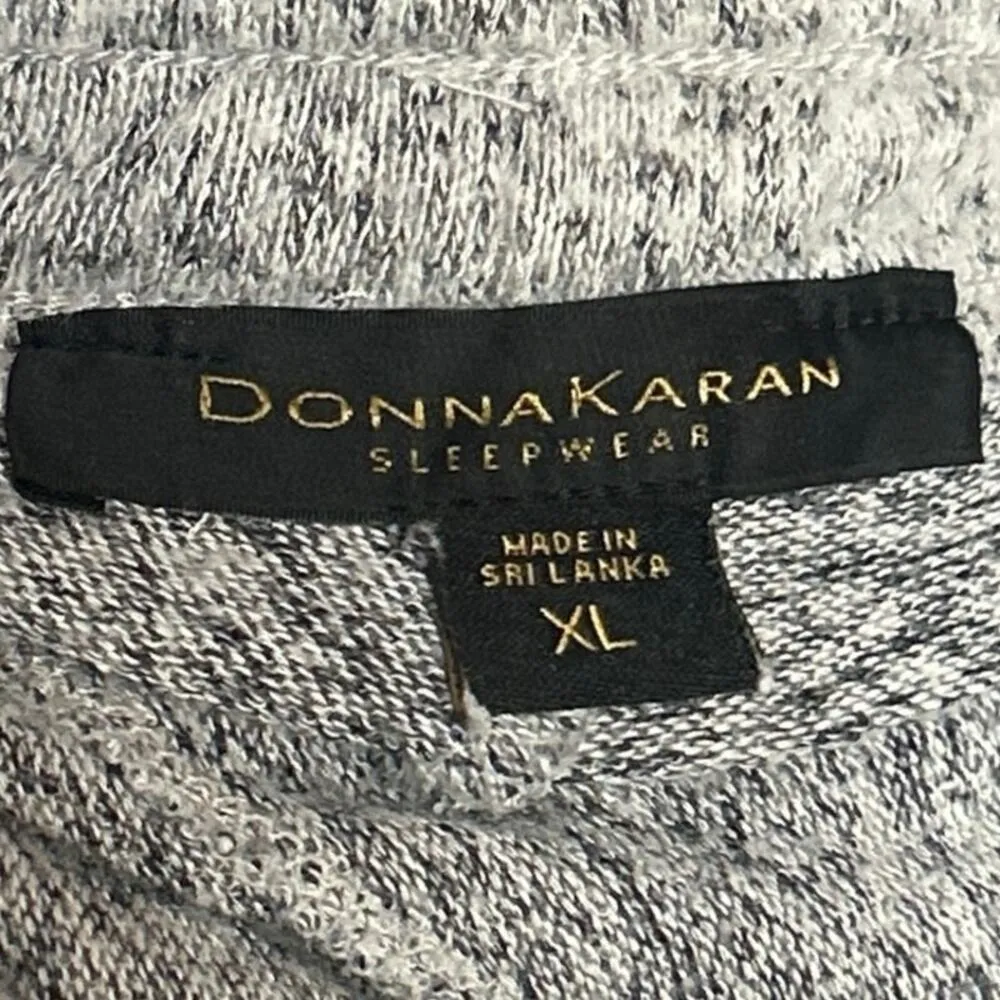 DONNAKARAN
SLEEPWEAR
MADE IN
SRI LANKA
XL